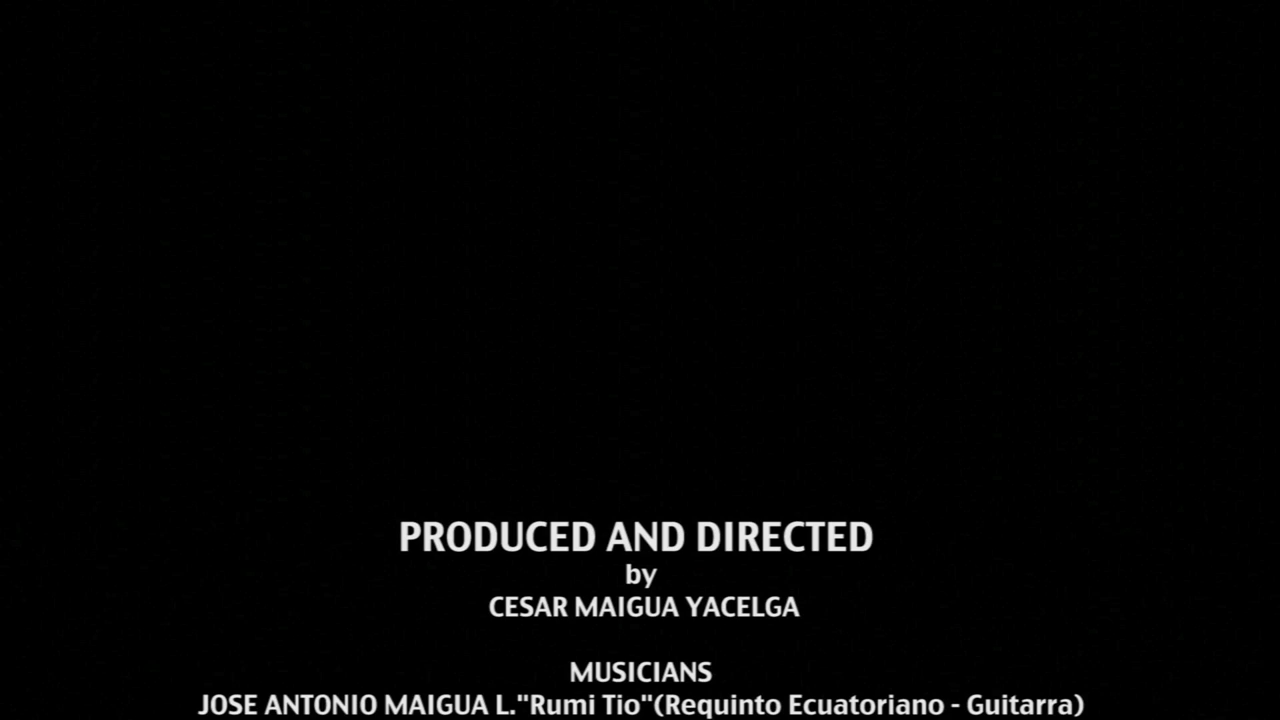 PRODUCED AND DIRECTED
by
CESAR MAIGUA YACELGA
MUSICIANS
JOSE ANTONIO MAIGUA L."Rumi Tio"(Requinto Ecuatoriano - Guitarra)